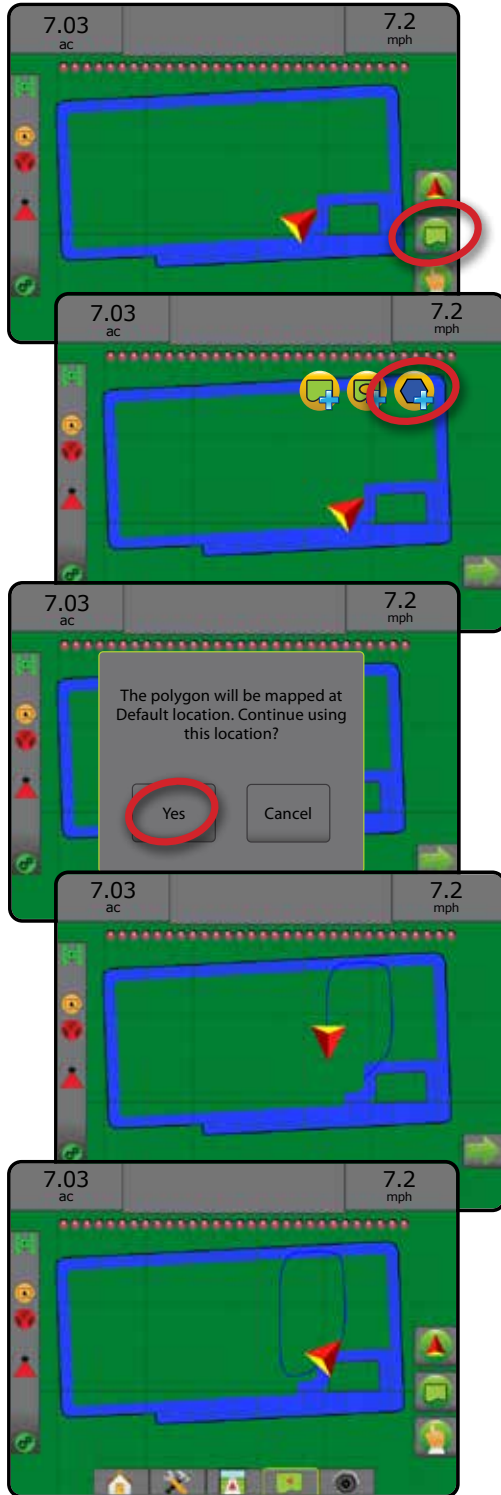 7.03
ac
7.2
mph
7.03
ac
7.2
mph
7.03
ac
7.2
mph
The polygon will be mapped at
Default location. Continue using
this location?
Yes
Cancel
7.03
ac
7.2
mph
7.03
ac
7.2
mph